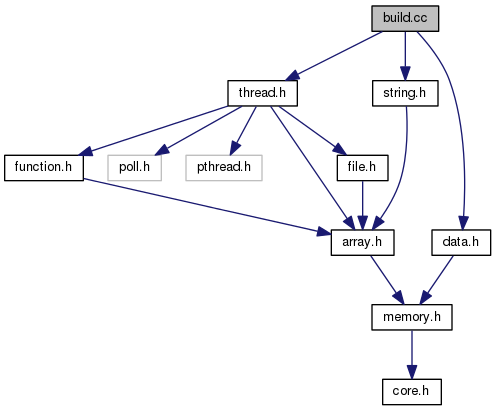 build.cc
thread.h
string.h
function.h
poll.h
pthread.h
file.h
array.h
data.h
memory.h
core.h